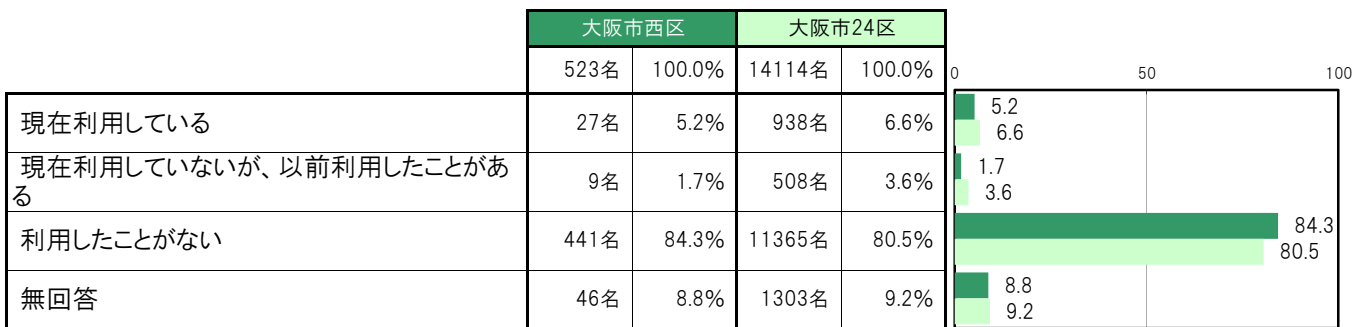 大阪市西区 大阪市24区
523名 100.0% 14114名 100.0% 0 50 100
現在利用している 27名 5.2% 938名 6.6% 5.2
6.6
現在利用していないが、以前利用したことがあ
る 9名 1.7% 508名 3.6% 1.7
3.6
利用したことがない 441名 84.3% 11365名 80.5% 84.3
80.5
無回答 46名 8.8% 1303名 9.2% 8.8
9.2